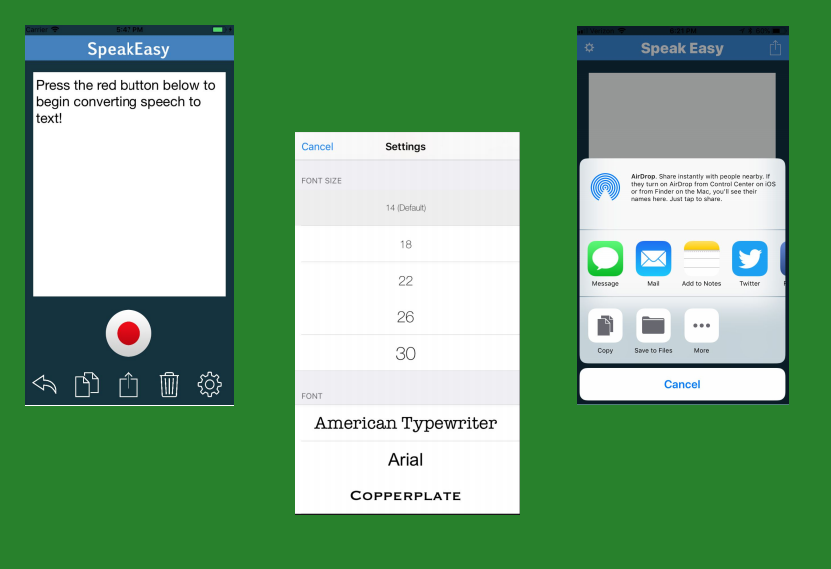 Carrier 5:47 PM
SpeakEasy
Press the red button below to
begin converting speech to
text!
Cancel Settings
FONT SIZE
14 (Default)
18
22
26
30
FONT
American Typewriter
Arial
COPPERPLATE
Speak Easy
AirDrop. Share instantly with people nearby. If
they turn on AirDrop from Control Center on iOS
or from Finder on the Mac, you'll see their
names here. Just tap to share.
Message Mail Add to Notes Twitter
Copy Save to Files More
Cancel